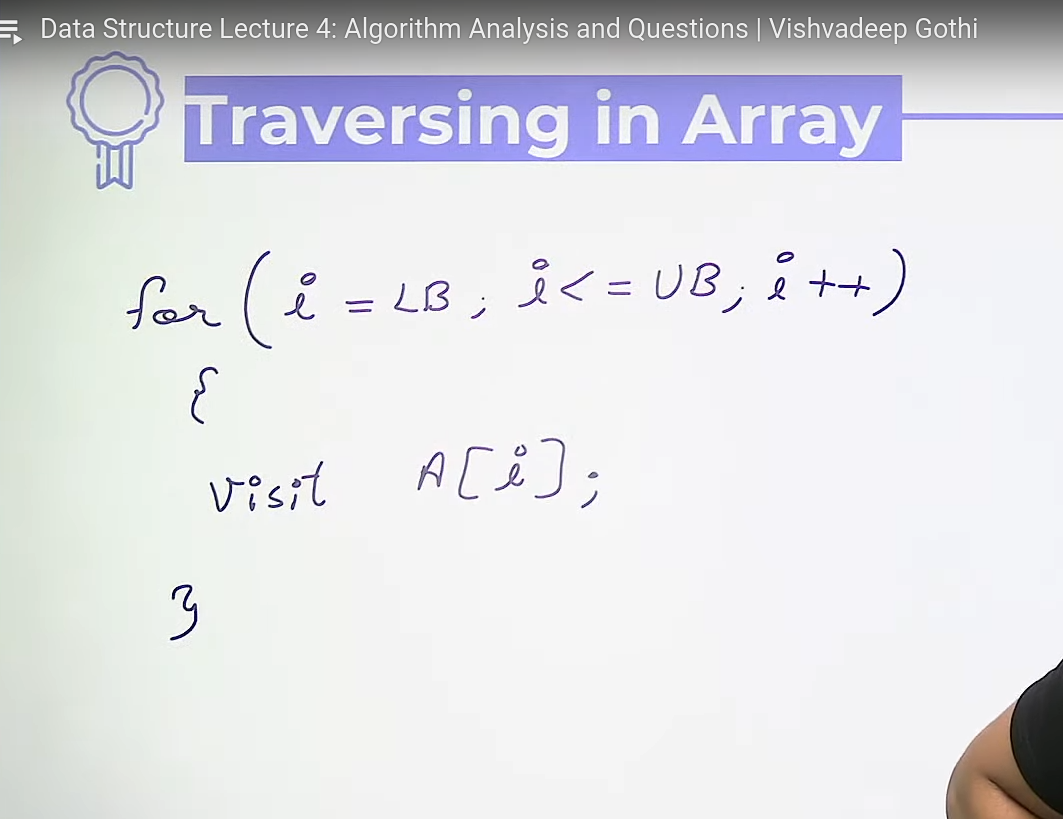 Data Structure Lecture 4: Algorithm Analysis and Questions | Vishvadeep Gothi
Traversing in Array
for ( i = LB ; i <= UB ; i ++ )
{
visit A[i];
}